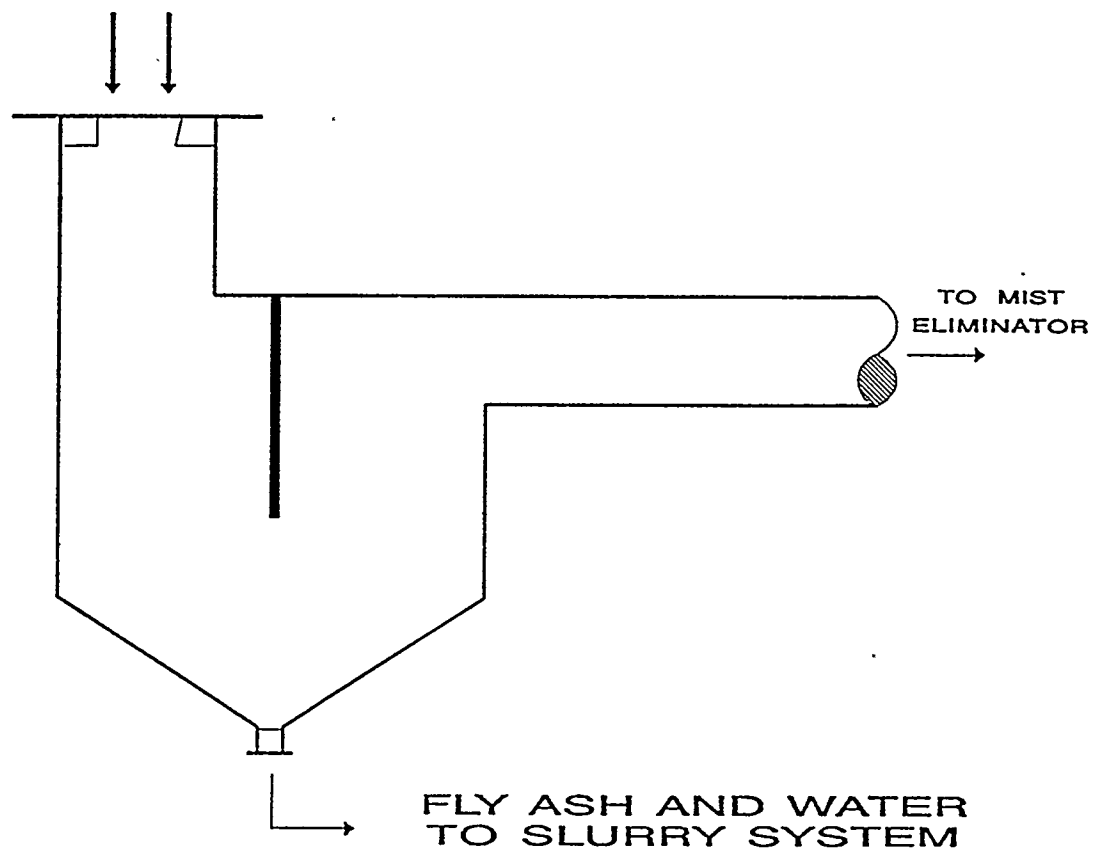 TO MIST
ELIMINATOR
FLY ASH AND WATER
TO SLURRY SYSTEM